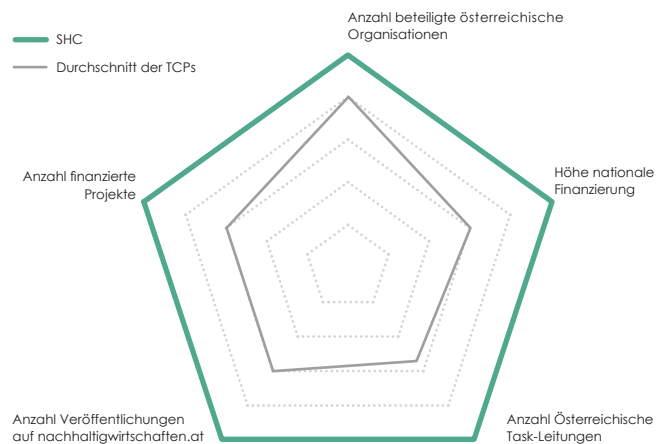 Anzahl beteiligte österreichische
Organisationen
SHC
Durchschnitt der TCPs
Anzahl finanzierte
Projekte
Höhe nationale
Finanzierung
Anzahl Veröffentlichungen
auf nachhaltigwirtschaften.at
Anzahl Österreichische
Task-Leitungen